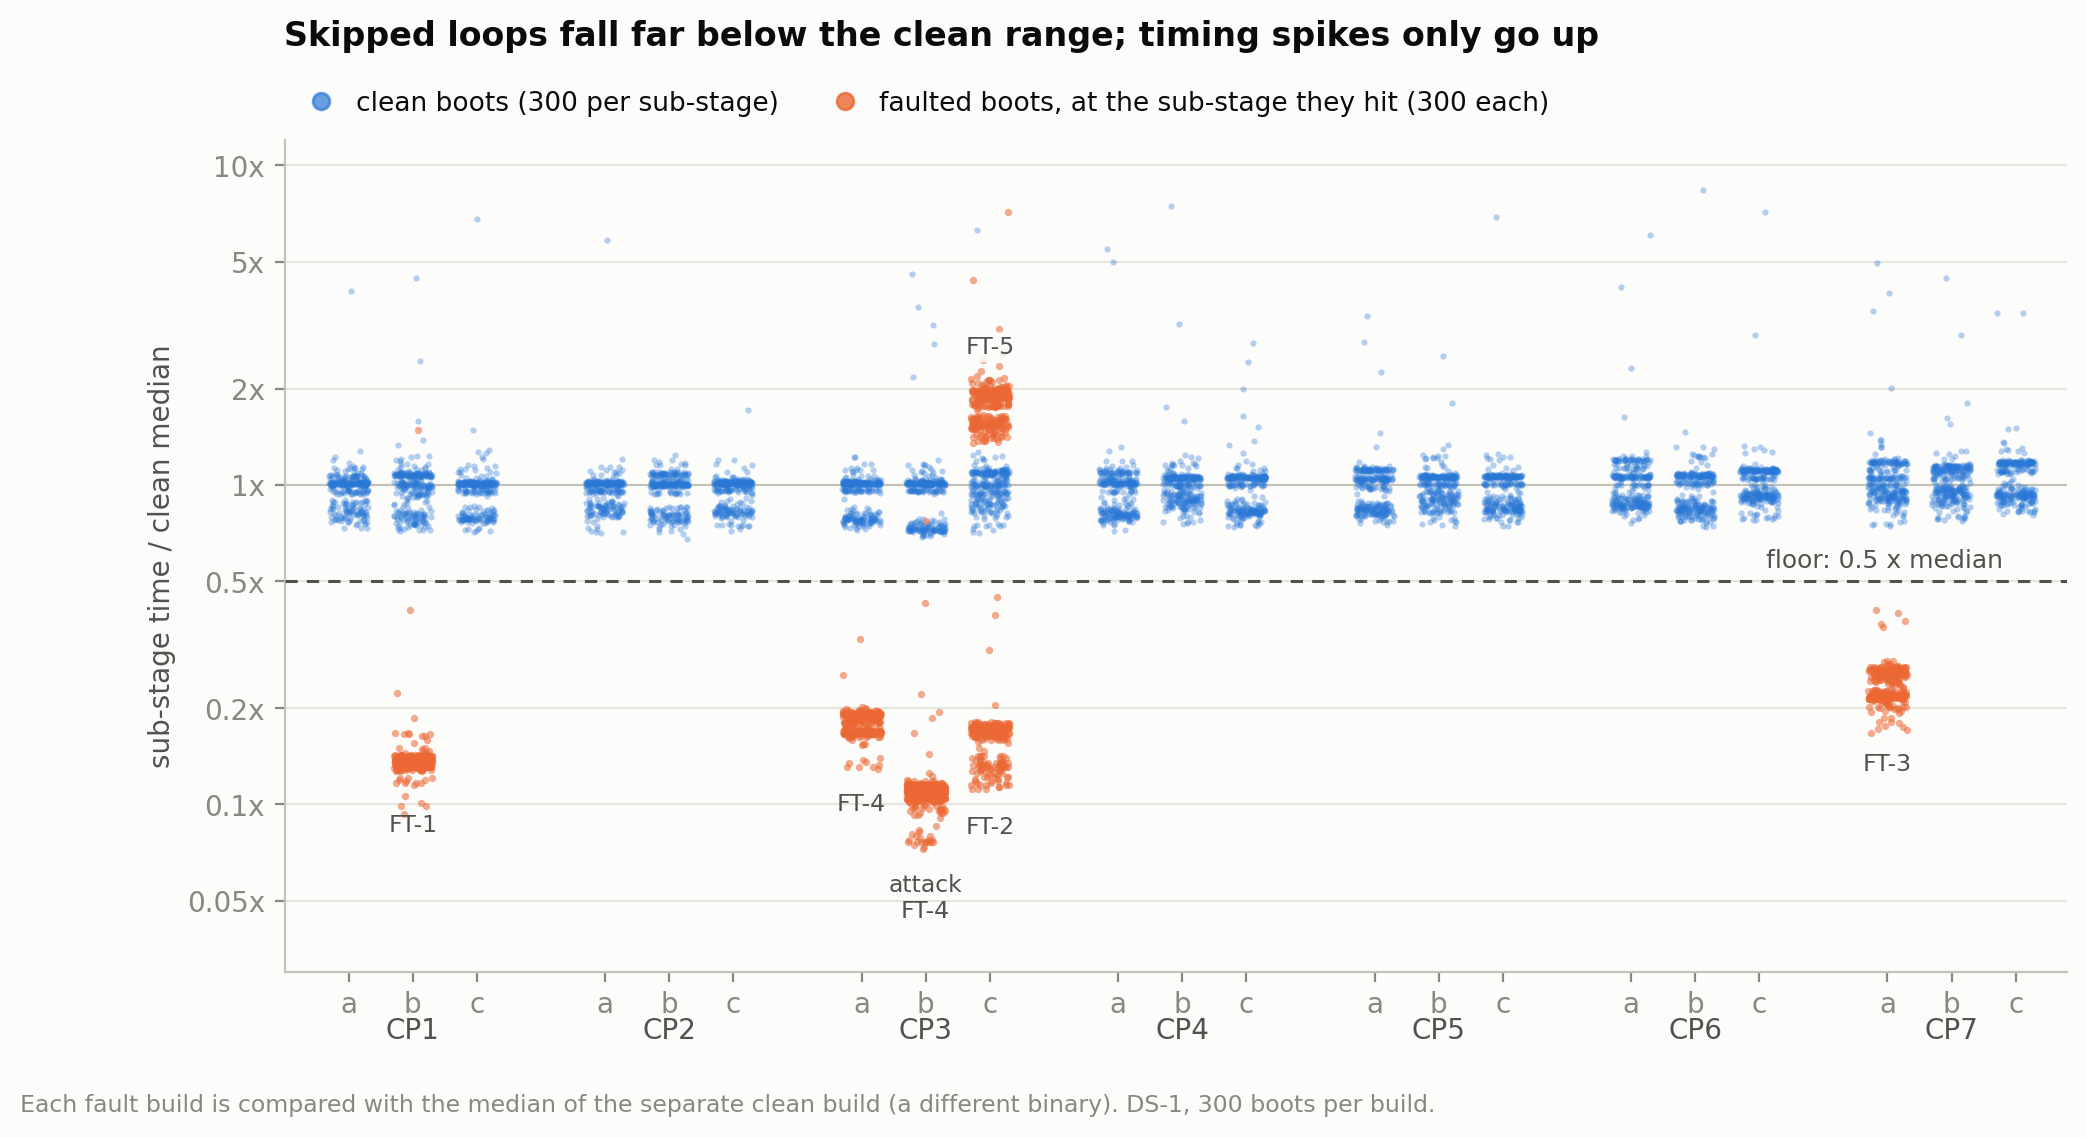 Skipped loops fall far below the clean range; timing spikes only go up
clean boots (300 per sub-stage)
faulted boots, at the sub-stage they hit (300 each)
sub-stage time / clean median
10x
5x
2x
1x
0.5x
0.2x
0.1x
0.05x
FT-5
floor: 0.5 x median
FT-3
FT-4
FT-1
FT-2
attack
FT-4
a b c a b c a b c a b c a b c a b c a b c
CP1 CP2 CP3 CP4 CP5 CP6 CP7
Each fault build is compared with the median of the separate clean build (a different binary). DS-1, 300 boots per build.